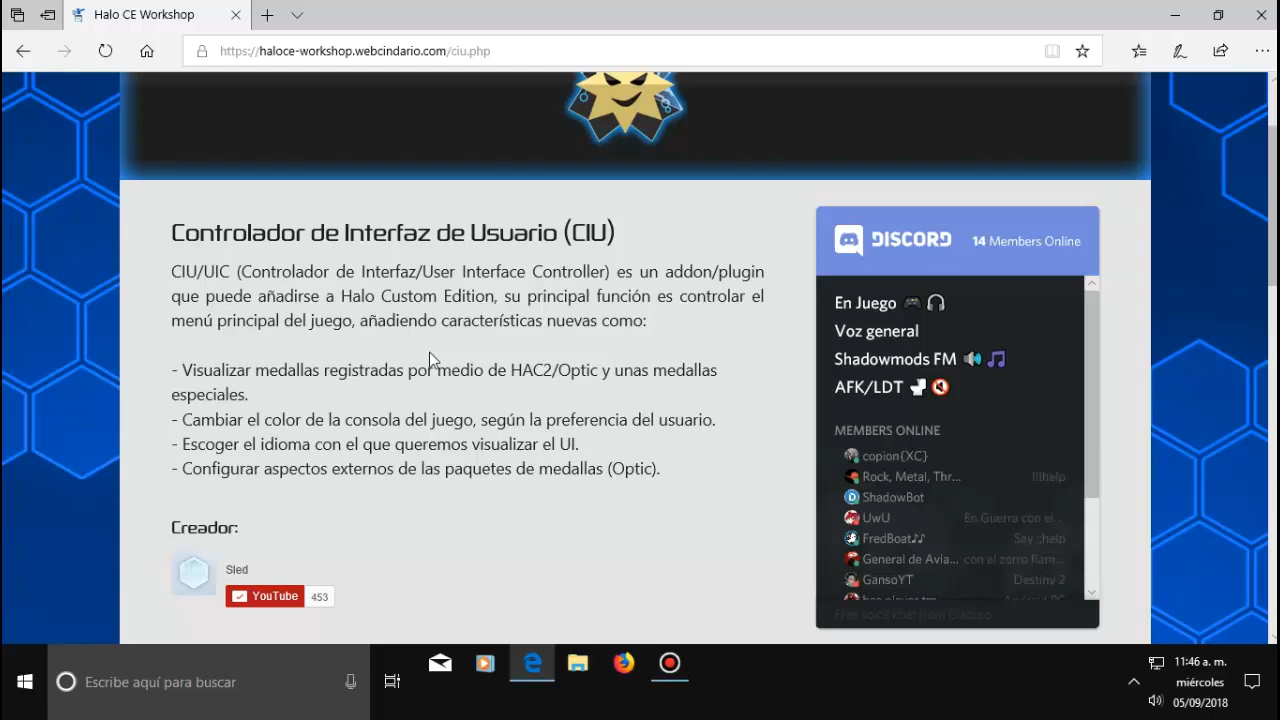 Halo CE Workshop
https://haloce-workshop.webcindario.com/ciu.php
Controlador de Interfaz de Usuario (CIU)
CIU/UIC (Controlador de Interfaz/User Interface Controller) es un addon/plugin
que puede añadirse a Halo Custom Edition, su principal función es controlar el
menú principal del juego, añadiendo características nuevas como:
- Visualizar medallas registradas por medio de HAC2/Optic y unas medallas
especiales.
- Cambiar el color de la consola del juego, según la preferencia del usuario.
- Escoger el idioma con el que queremos visualizar el UI.
- Configurar aspectos externos de las paquetes de medallas (Optic).
Creador:
Sled
YouTube 453
DISCORD 14 Members Online
En Juego
Voz general
Shadowmods FM
AFK/LDT
MEMBERS ONLINE
copion{XC}
Rock, Metal, Thr... !!!help
ShadowBot
UwU En Guerra con el...
FredBoat♪♪ Say ;;help
General de Avia... con el zorro flam...
GansoYT Destiny 2
Free voice chat from Discord
Escribe aquí para buscar
11:46 a. m.
miércoles
05/09/2018